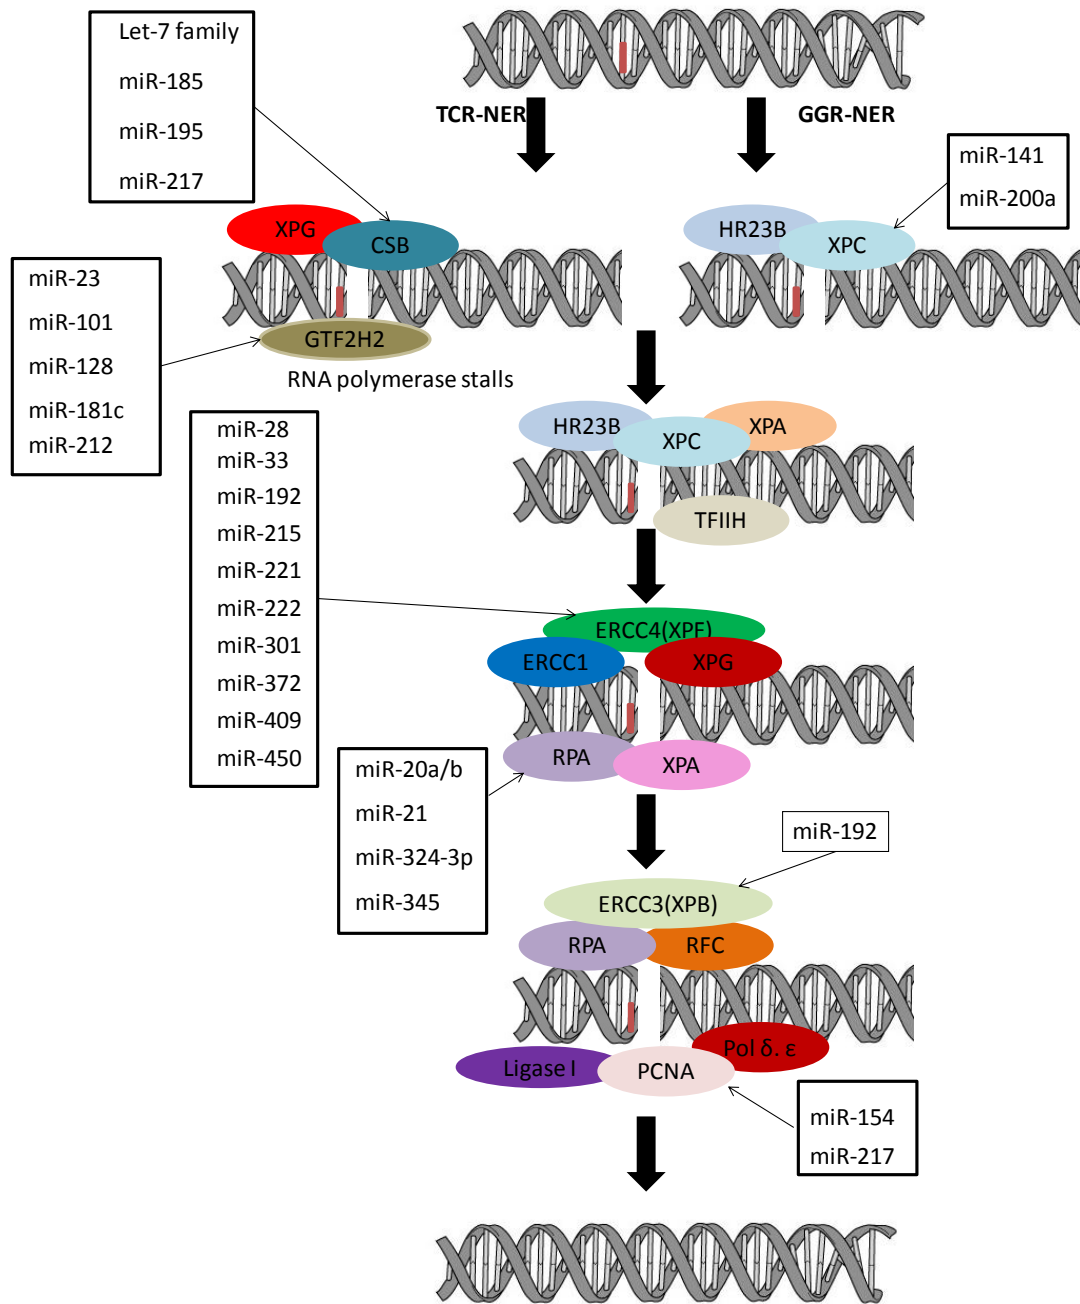 Let-7 family
miR-185
miR-195
miR-217
TCR-NER
GGR-NER
miR-141
miR-200a
XPG
CSB
HR23B
XPC
miR-23
miR-101
miR-128
miR-181c
miR-212
GTF2H2
RNA polymerase stalls
HR23B
XPC
XPA
TFIIH
miR-28
miR-33
miR-192
miR-215
miR-221
miR-222
miR-301
miR-372
miR-409
miR-450
ERCC4(XPF)
ERCC1
XPG
RPA
XPA
miR-20a/b
miR-21
miR-324-3p
miR-345
miR-192
ERCC3(XPB)
RPA
RFC
Pol δ. ε
Ligase I
PCNA
miR-154
miR-217